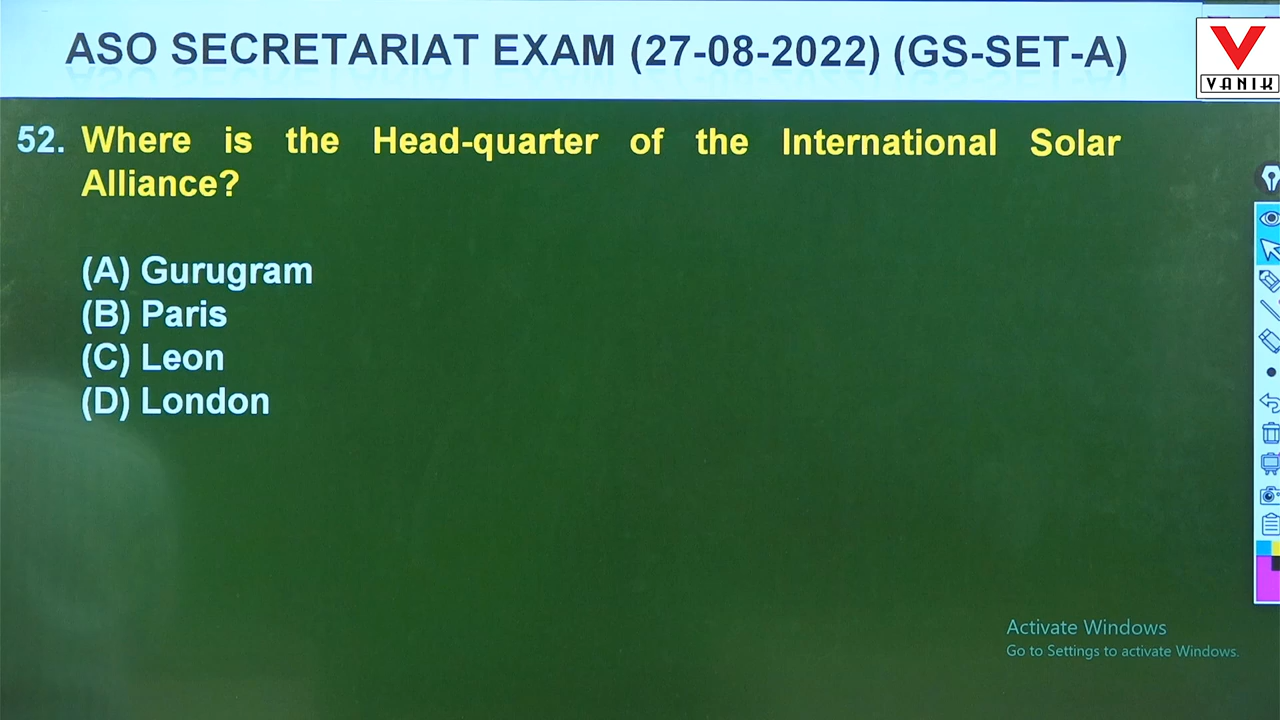 ASO SECRETARIAT EXAM (27-08-2022) (GS-SET-A)
VANIK
52. Where is the Head-quarter of the International Solar
Alliance?
(A) Gurugram
(B) Paris
(C) Leon
(D) London
Activate Windows
Go to Settings to activate Windows.